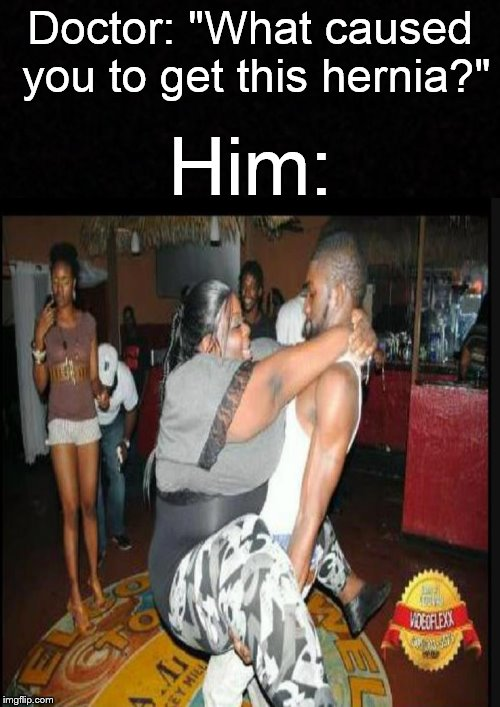 Doctor: "What caused
you to get this hernia?"
Him:
VIDEOFLEXX
imgflip.com